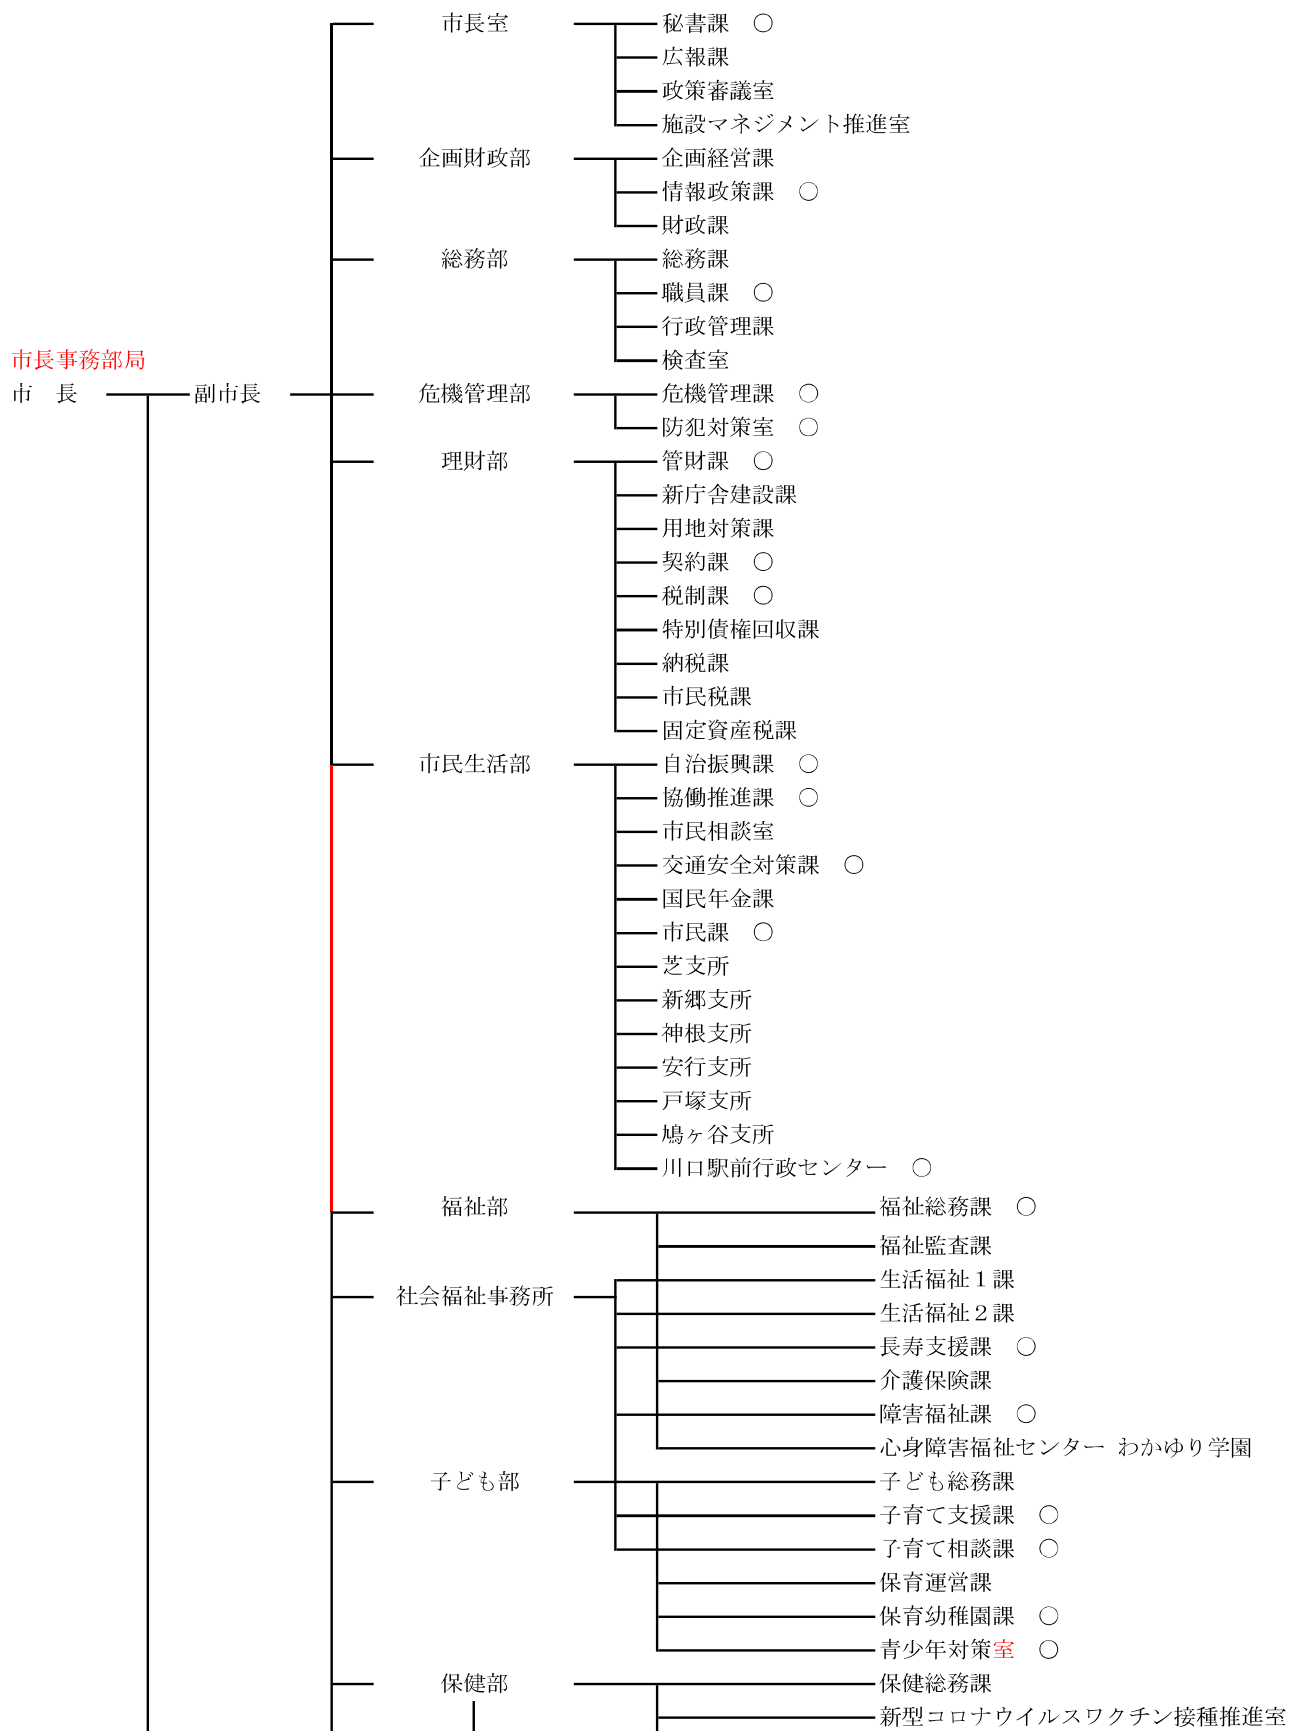 市長室 秘書課 ○
広報課
政策審議室
施設マネジメント推進室
企画財政部 企画経営課
情報政策課 ○
財政課
総務部 総務課
職員課 ○
行政管理課
市長事務部局 検査室
市 長 副市長 危機管理部 危機管理課 ○
防犯対策室 ○
理財部 管財課 ○
新庁舎建設課
用地対策課
契約課 ○
税制課 ○
特別債権回収課
納税課
市民税課
固定資産税課
市民生活部 自治振興課 ○
協働推進課 ○
市民相談室
交通安全対策課 ○
国民年金課
市民課 ○
芝支所
新郷支所
神根支所
安行支所
戸塚支所
鳩ヶ谷支所
川口駅前行政センター ○
福祉部 福祉総務課 ○
福祉監査課
生活福祉１課
社会福祉事務所
生活福祉２課
長寿支援課 ○
介護保険課
障害福祉課 ○
心身障害福祉センター わかゆり学園
子ども部 子ども総務課
子育て支援課 ○
子育て相談課 ○
保育運営課
保育幼稚園課 ○
青少年対策室 ○
保健部 保健総務課
新型コロナウイルスワクチン接種推進室